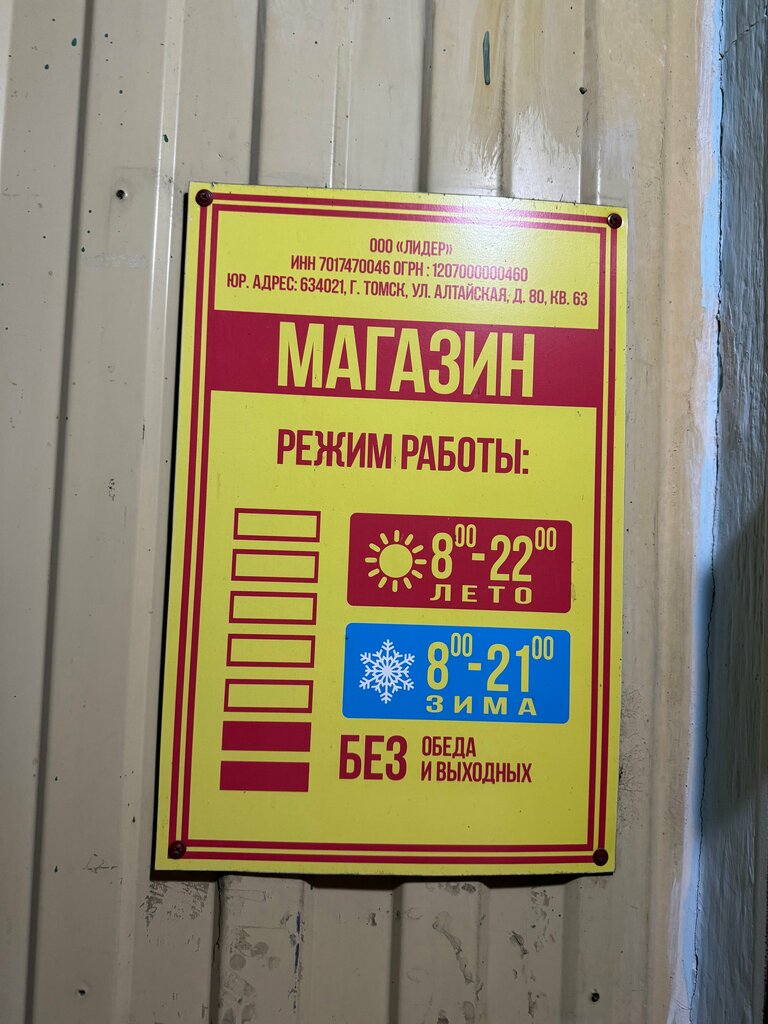 ООО «ЛИДЕР»
ИНН 7017470046 ОГРН : 1207000000460
ЮР. АДРЕС: 634021, Г. ТОМСК, УЛ. АЛТАЙСКАЯ, Д. 80, КВ. 63
МАГАЗИН
РЕЖИМ РАБОТЫ:
8⁰⁰-22⁰⁰
ЛЕТО
8⁰⁰-21⁰⁰
ЗИМА
БЕЗ ОБЕДА
И ВЫХОДНЫХ